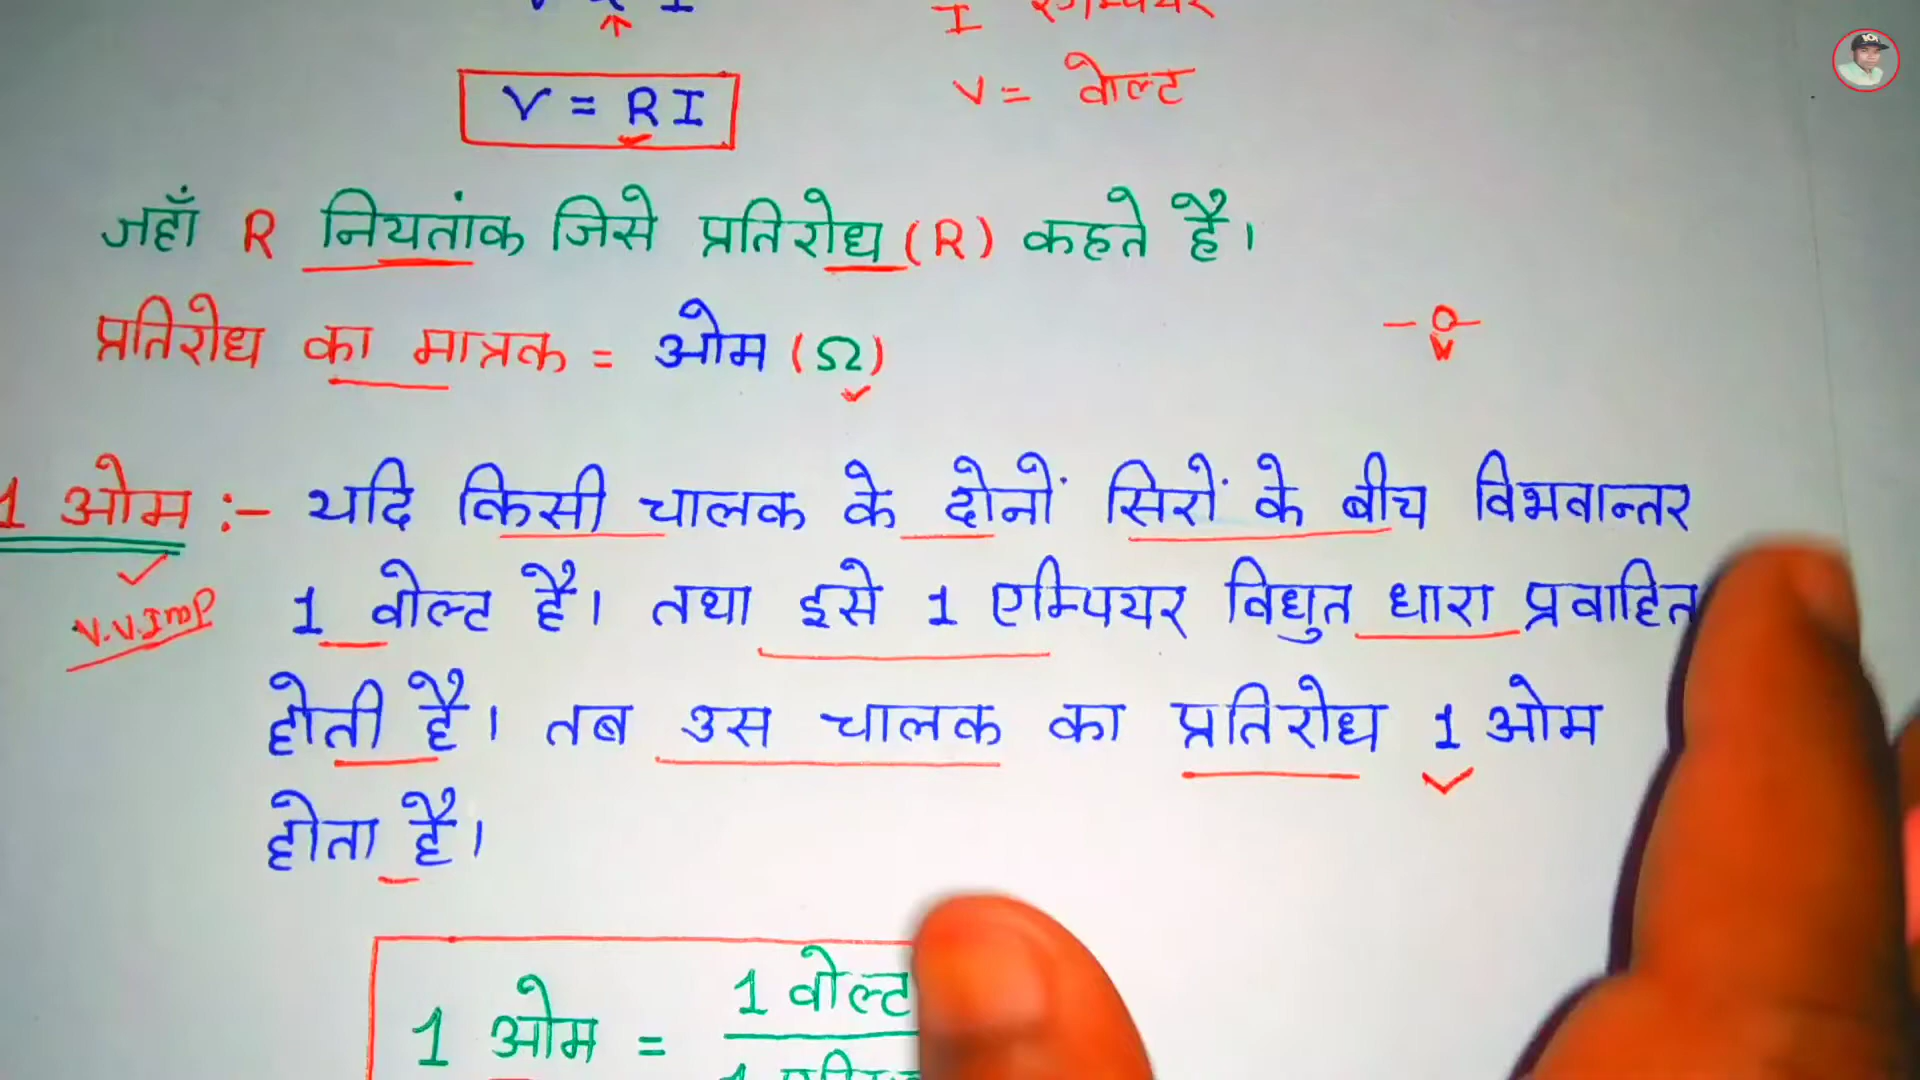 I
V = वोल्ट
V = RI
जहाँ R नियतांक जिसे प्रतिरोध (R) कहते है।
प्रतिरोध का मात्रक = ओम (Ω)
1 ओम :- यदि किसी चालक के दोनों सिरों के बीच विभवान्तर
V.V.Imp 1 वोल्ट है। तथा इसे 1 एम्पियर विधुत धारा प्रवाहित
होती है। तब उस चालक का प्रतिरोध 1 ओम
होता है।
1 वोल्ट
1 ओम =